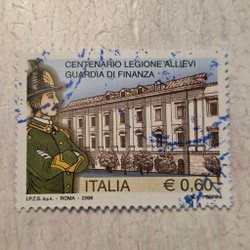 CENTENARIO LEGIONE ALLIEVI
GUARDIA DI FINANZA
ITALIA € 0,60
I.P.Z.S. S.p.A. - ROMA - 2006